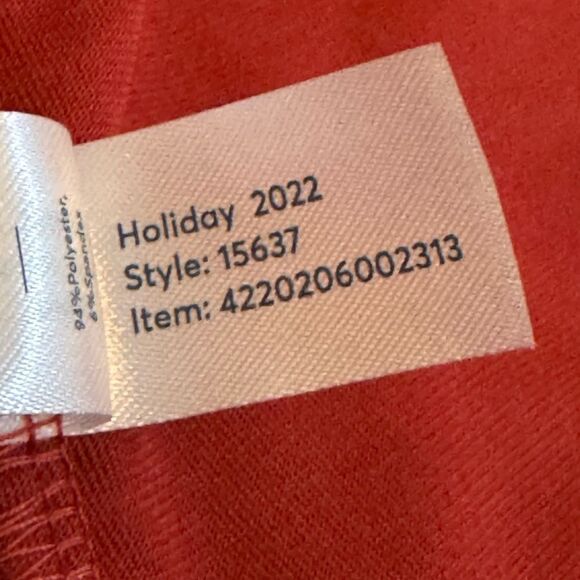 94%Polyester,
6%Spandex
Holiday 2022
Style: 15637
Item: 4220206002313